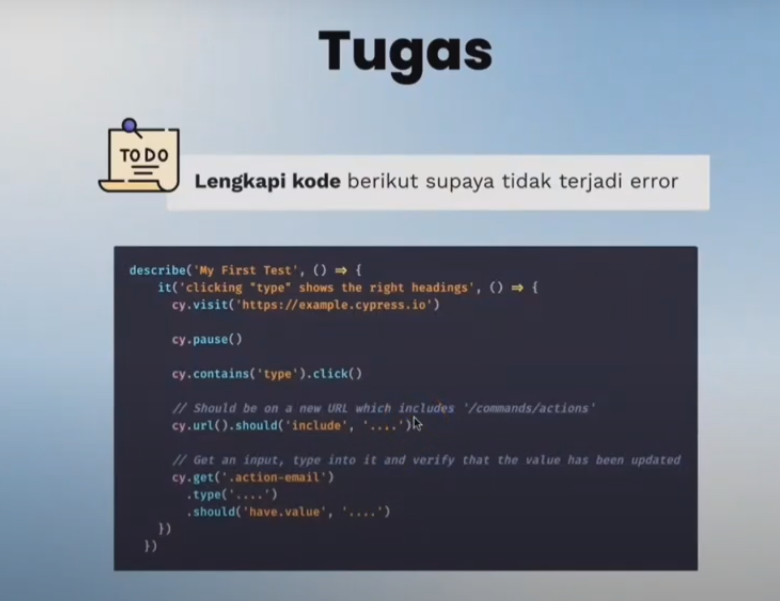 Tugas
TO DO
Lengkapi kode berikut supaya tidak terjadi error
describe('My First Test', () => {
it('clicking "type" shows the right headings', () => {
cy.visit('https://example.cypress.io')
cy.pause()
cy.contains('type').click()
// Should be on a new URL which includes '/commands/actions'
cy.url().should('include', '....')
// Get an input, type into it and verify that the value has been updated
cy.get('.action-email')
.type('....')
.should('have.value', '....')
})
})